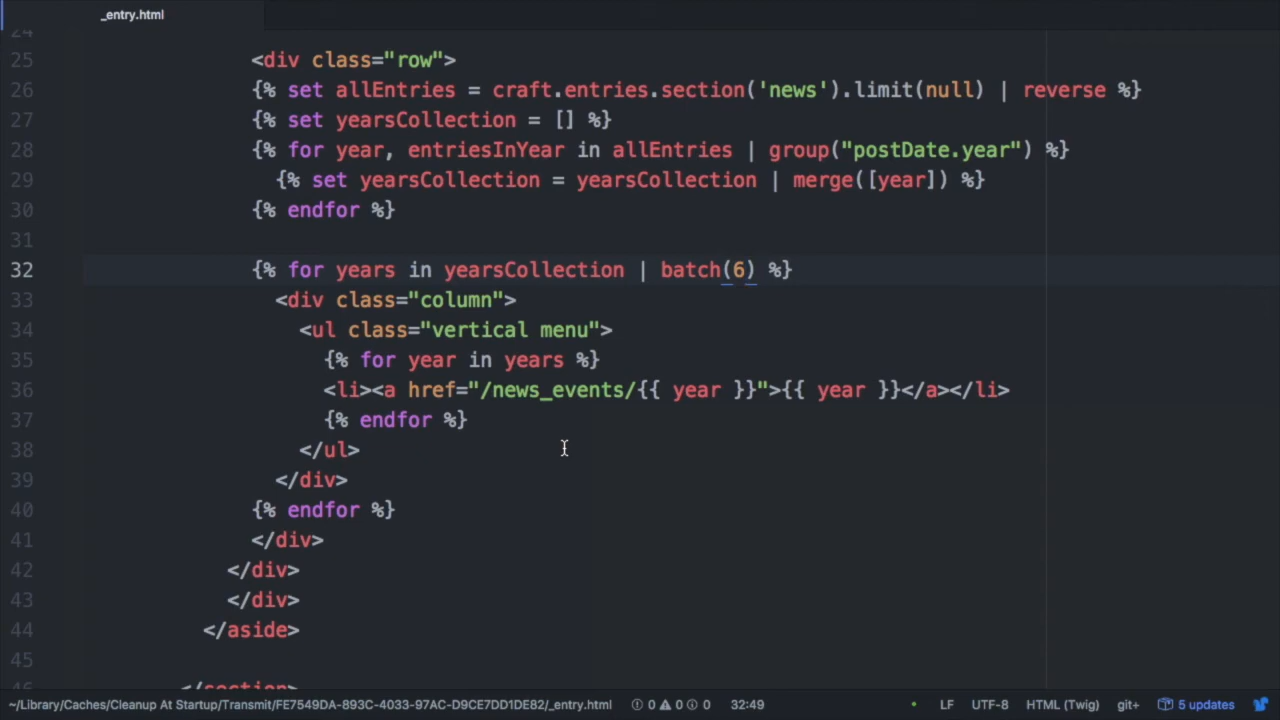 _entry.html
24
25 <div class="row">
26 {% set allEntries = craft.entries.section('news').limit(null) | reverse %}
27 {% set yearsCollection = [] %}
28 {% for year, entriesInYear in allEntries | group("postDate.year") %}
29 {% set yearsCollection = yearsCollection | merge([year]) %}
30 {% endfor %}
31
32 {% for years in yearsCollection | batch(6) %}
33 <div class="column">
34 <ul class="vertical menu">
35 {% for year in years %}
36 <li><a href="/news_events/{{ year }}">{{ year }}</a></li>
37 {% endfor %}
38 </ul>
39 </div>
40 {% endfor %}
41 </div>
42 </div>
43 </div>
44 </aside>
45
46 </section>
~/Library/Caches/Cleanup At Startup/Transmit/FE7549DA-893C-4033-97AC-D9CE7DD1DE82/_entry.html 0 0 0 32:49 LF UTF-8 HTML (Twig) git+ 5 updates